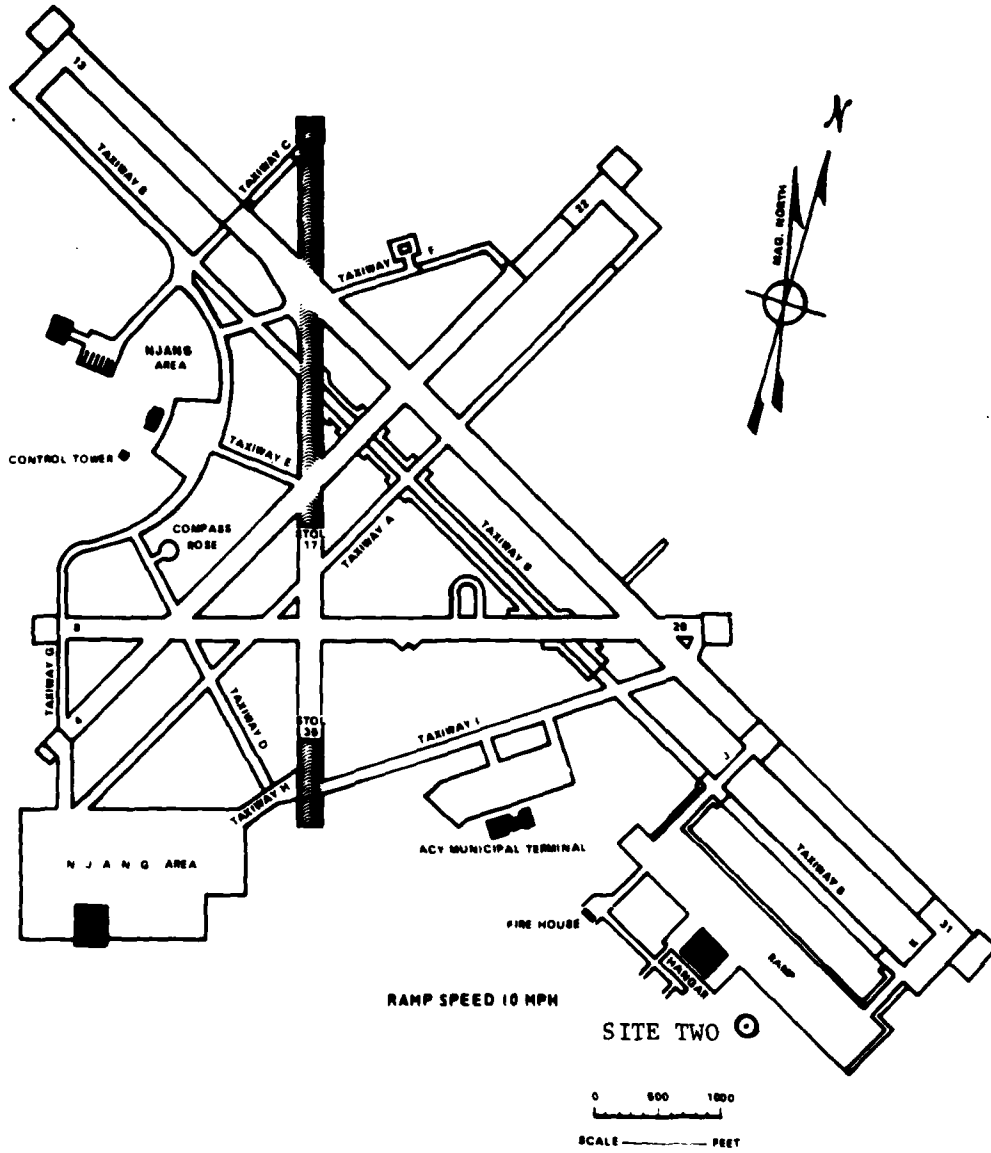 13
N
TAXIWAY C
TAXIWAY B
22
MAG. NORTH
TAXIWAY F
NJANG
AREA
CONTROL TOWER
TAXIWAY E
COMPASS
ROSE
STOL
17
TAXIWAY A
TAXIWAY B
8
26
TAXIWAY G
4
TAXIWAY D
STOL
35
TAXIWAY I
J
TAXIWAY H
ACY MUNICIPAL TERMINAL
NJANG AREA
TAXIWAY B
FIRE HOUSE
K
31
RAMP
HANGAR
RAMP SPEED 10 MPH
SITE TWO
0 500 1000
SCALE FEET